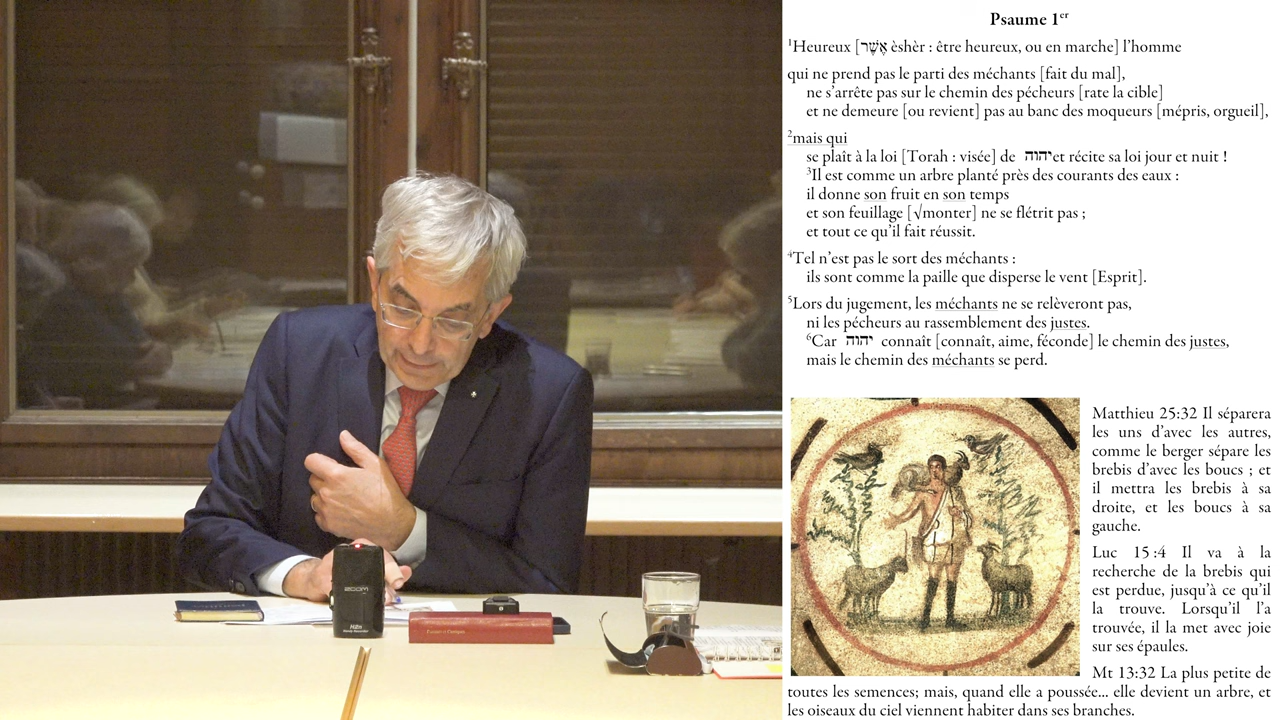 Psaume 1er
1Heureux [אֶשֶׁר èshèr : être heureux, ou en marche] l’homme
qui ne prend pas le parti des méchants [fait du mal],
ne s’arrête pas sur le chemin des pécheurs [rate la cible]
et ne demeure [ou revient] pas au banc des moqueurs [mépris, orgueil],
2mais qui
se plaît à la loi [Torah : visée] de יהוה et récite sa loi jour et nuit !
3Il est comme un arbre planté près des courants des eaux :
il donne son fruit en son temps
et son feuillage [√monter] ne se flétrit pas ;
et tout ce qu’il fait réussit.
4Tel n’est pas le sort des méchants :
ils sont comme la paille que disperse le vent [Esprit].
5Lors du jugement, les méchants ne se relèveront pas,
ni les pécheurs au rassemblement des justes.
6Car יהוה connaît [connaît, aime, féconde] le chemin des justes,
mais le chemin des méchants se perd.
Matthieu 25:32 Il séparera
les uns d’avec les autres,
comme le berger sépare les
brebis d’avec les boucs ; et
il mettra les brebis à sa
droite, et les boucs à sa
gauche.
Luc 15:4 Il va à la
recherche de la brebis qui
est perdue, jusqu’à ce qu’il
la trouve. Lorsqu’il l’a
trouvée, il la met avec joie
sur ses épaules.
Mt 13:32 La plus petite de
toutes les semences; mais, quand elle a poussée... elle devient un arbre, et
les oiseaux du ciel viennent habiter dans ses branches.
zoom
H2n
Handy Recorder